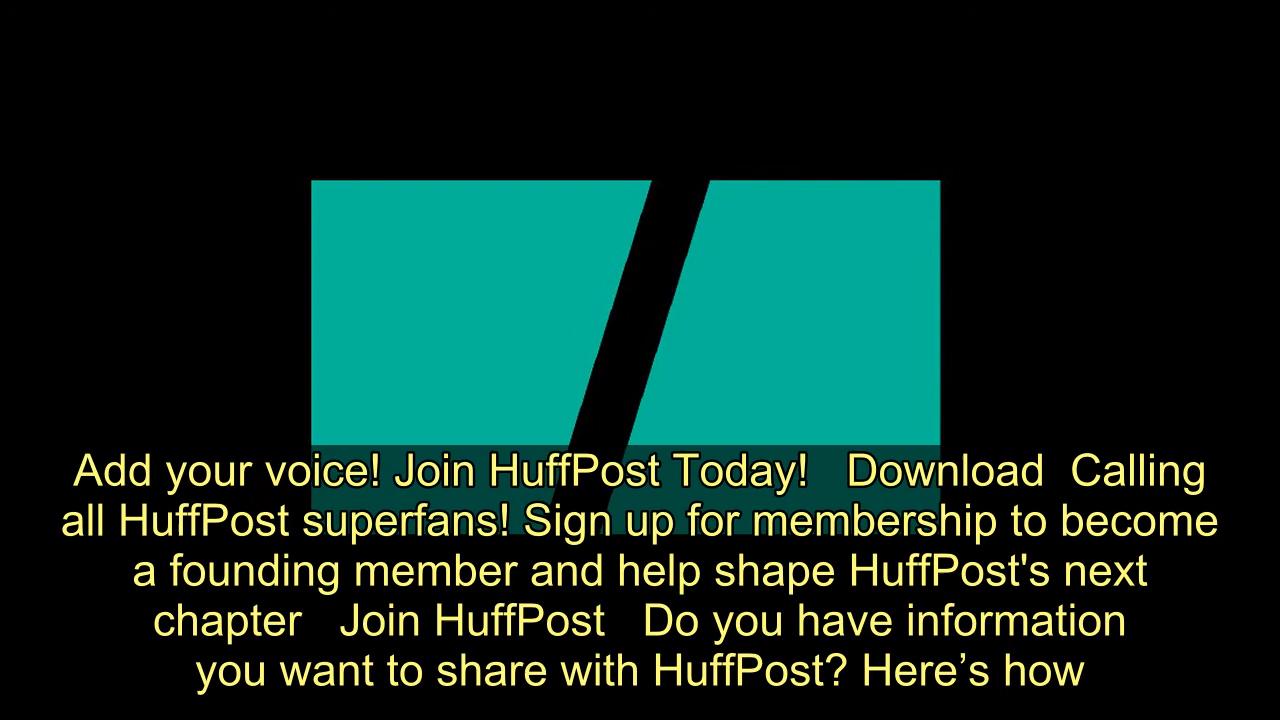 Add your voice! Join HuffPost Today!   Download  Calling
all HuffPost superfans! Sign up for membership to become
a founding member and help shape HuffPost's next
chapter   Join HuffPost   Do you have information
you want to share with HuffPost? Here’s how